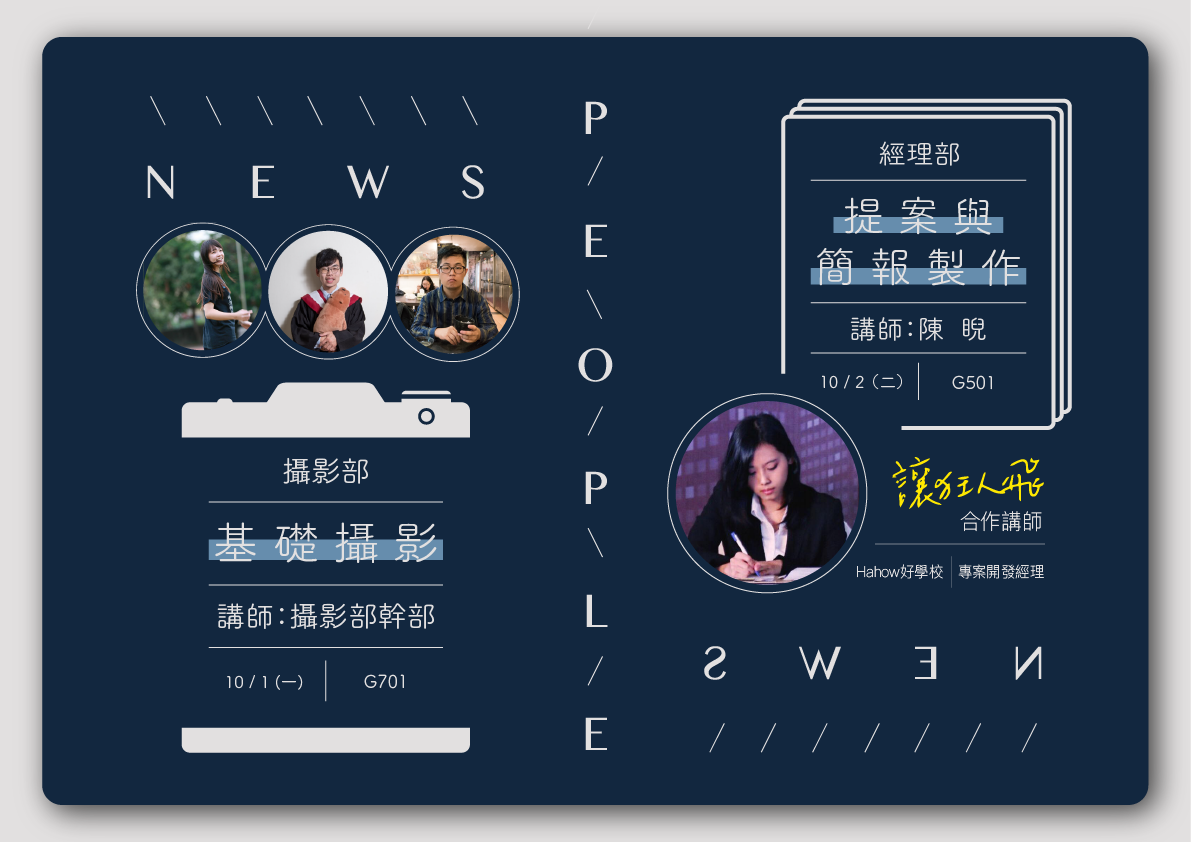 NEWS
攝影部
基礎攝影
講師:攝影部幹部
10 / 1 (一)
G701
P/E\O/P\L/E
經理部
提案與
簡報製作
講師:陳 睨
10 / 2 (二)
G501
讓狂人飛
合作講師
Hahow好學校
專案開發經理
NEWS